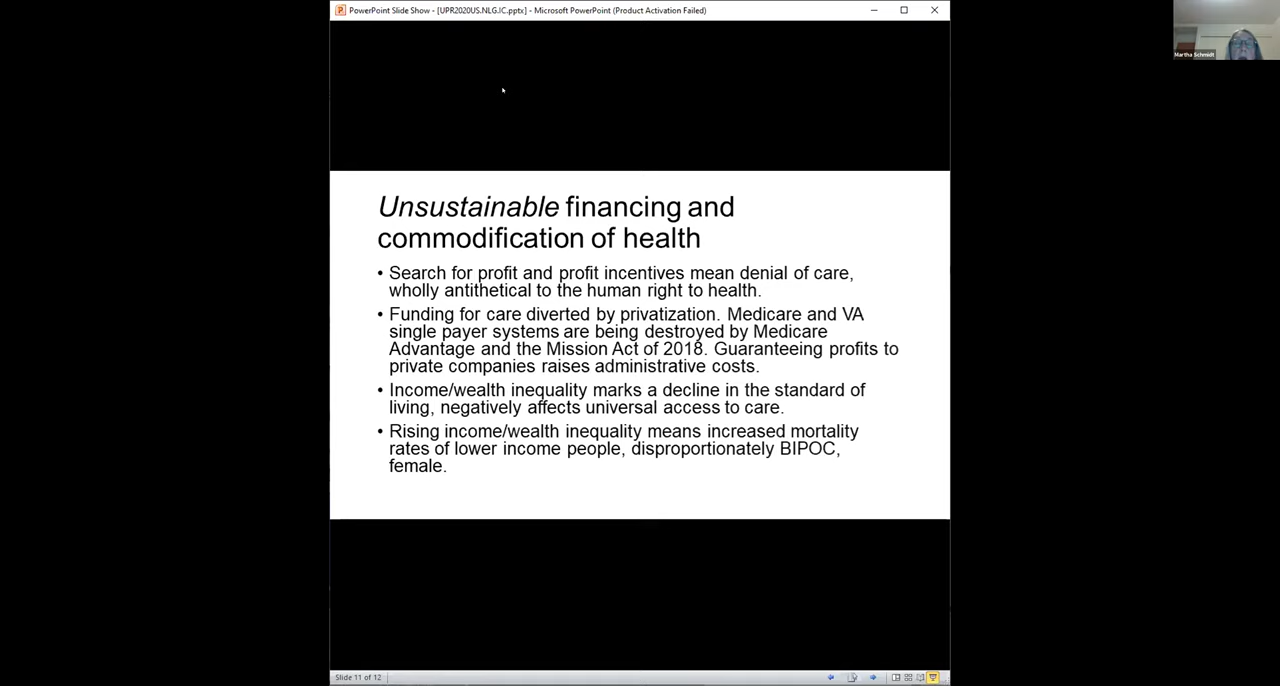 PowerPoint Slide Show - [UPR2020US.NLG.IC.pptx] - Microsoft PowerPoint (Product Activation Failed)
Martha Schmidt
Unsustainable financing and
commodification of health
• Search for profit and profit incentives mean denial of care,
wholly antithetical to the human right to health.
• Funding for care diverted by privatization. Medicare and VA
single payer systems are being destroyed by Medicare
Advantage and the Mission Act of 2018. Guaranteeing profits to
private companies raises administrative costs.
• Income/wealth inequality marks a decline in the standard of
living, negatively affects universal access to care.
• Rising income/wealth inequality means increased mortality
rates of lower income people, disproportionately BIPOC,
female.
Slide 11 of 12